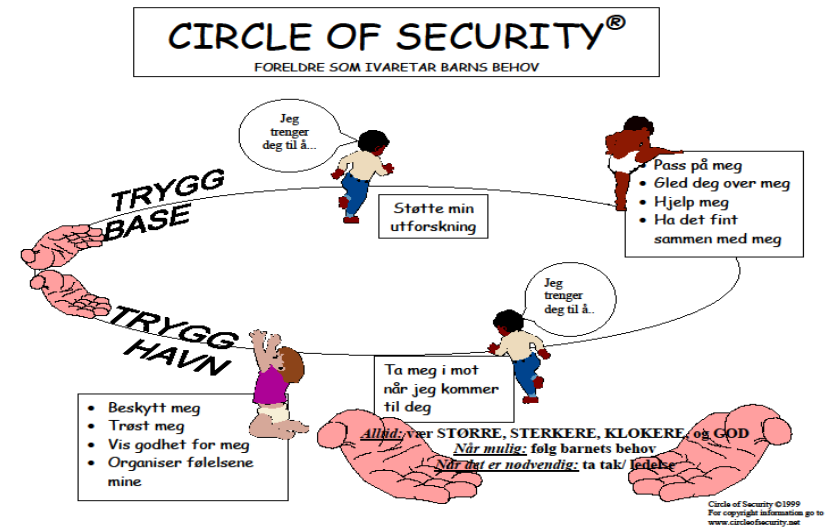 CIRCLE OF SECURITY®
FORELDRE SOM IVARETAR BARNS BEHOV
Jeg
trenger
deg til å...
TRYGG
BASE
Støtte min
utforskning
• Pass på meg
• Gled deg over meg
• Hjelp meg
• Ha det fint
sammen med meg
Jeg
trenger
deg til å..
TRYGG
HAVN
Ta meg i mot
når jeg kommer
til deg
• Beskytt meg
• Trøst meg
• Vis godhet for meg
• Organiser følelsene
mine
Alltid: vær STØRRE, STERKERE, KLOKERE, og GOD
Når mulig: følg barnets behov
Når det er nødvendig: ta tak/ ledelse
Circle of Security ©1999
For copyright information go to
www.circleofsecurity.net